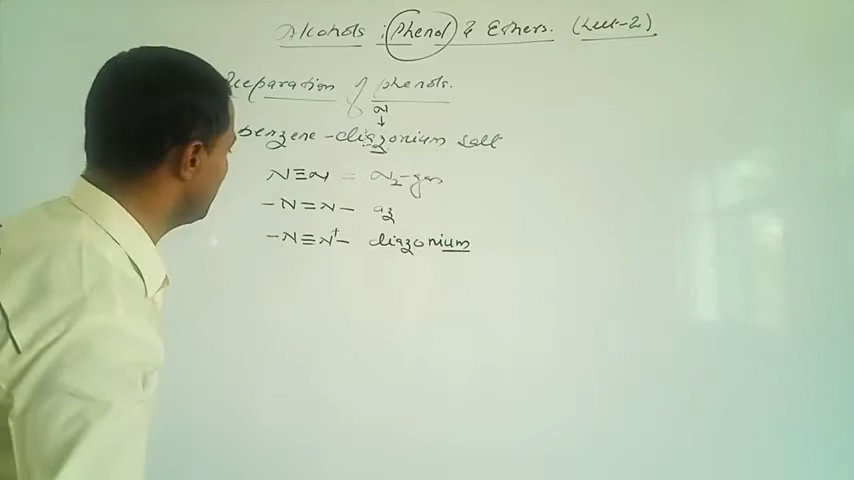 Alcohols : Phenol & Ethers. (Lect-2).
Preparation of phenols.
N
↓
benzene-diazonium salt
N≡N = N₂-gas
-N=N- az
-N≡N⁺- diazonium